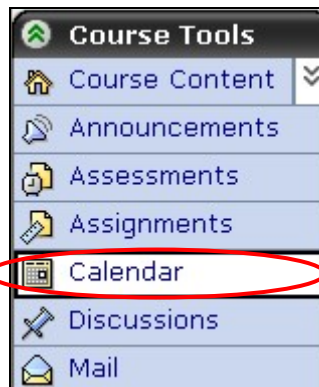 Course Tools
Course Content
Announcements
Assessments
Assignments
Calendar
Discussions
Mail